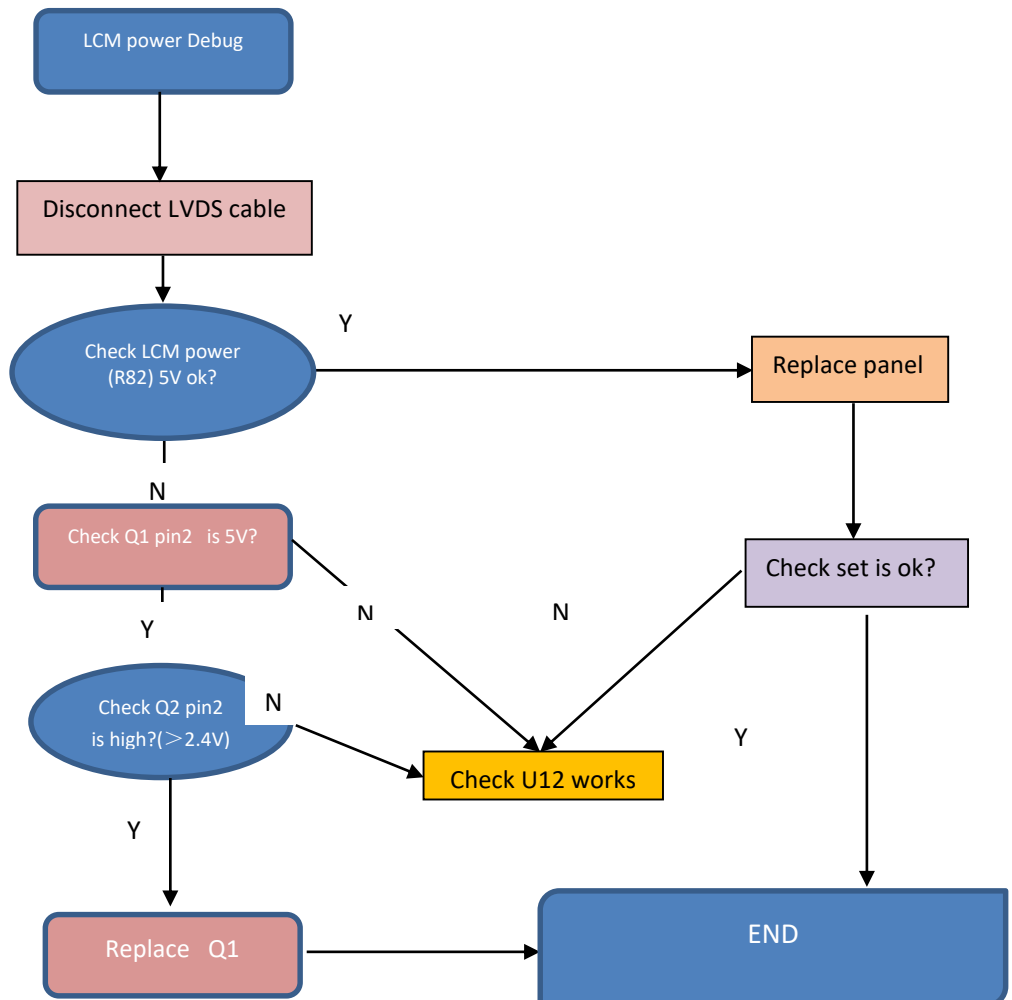 LCM power Debug
Disconnect LVDS cable
Y
Check LCM power
(R82) 5V ok?
Replace panel
N
Check Q1 pin2 is 5V?
Check set is ok?
N
N
Y
Check Q2 pin2
is high?(＞2.4V)
N
Y
Check U12 works
Y
Replace Q1
END